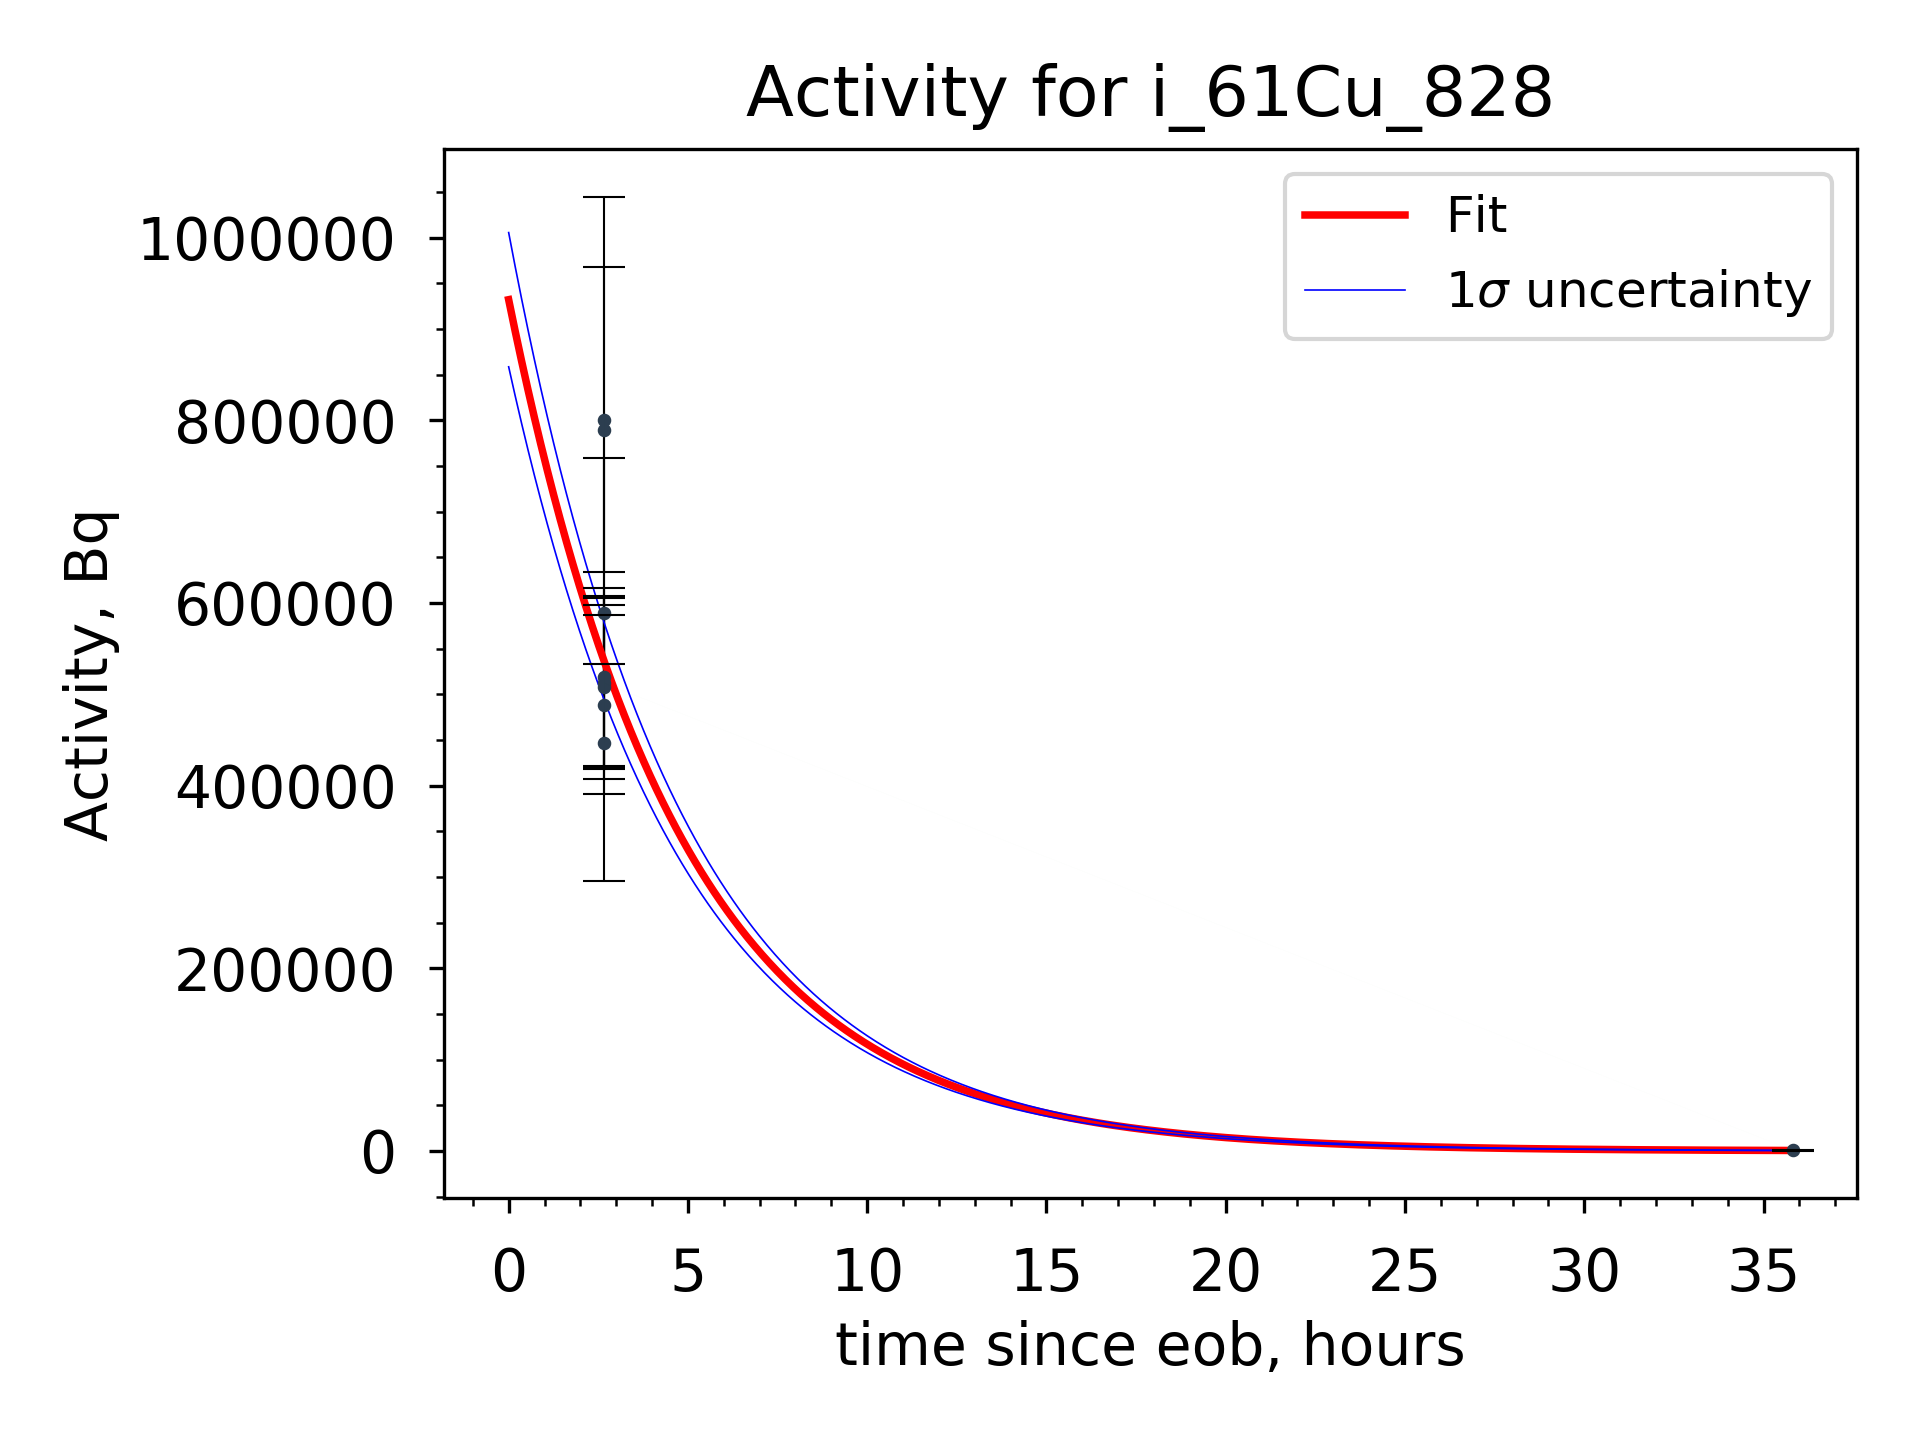 Activity for i_61Cu_828
Fit
1σ uncertainty
Activity, Bq
1000000
800000
600000
400000
200000
0
0 5 10 15 20 25 30 35
time since eob, hours